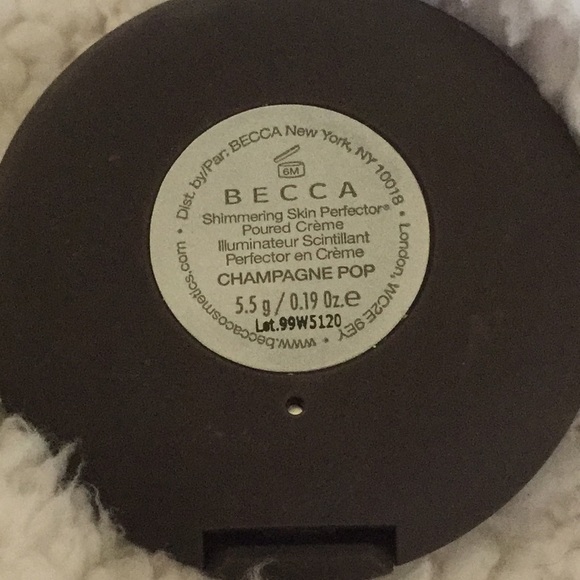 Dist. by/Par: BECCA New York, NY 10018 • London, WC2E 9EY • www.beccacosmetics.com •
6M
BECCA
Shimmering Skin Perfector®
Poured Crème
Illuminateur Scintillant
Perfector en Crème
CHAMPAGNE POP
5.5 g / 0.19 Oz.e
Lot.99W5120